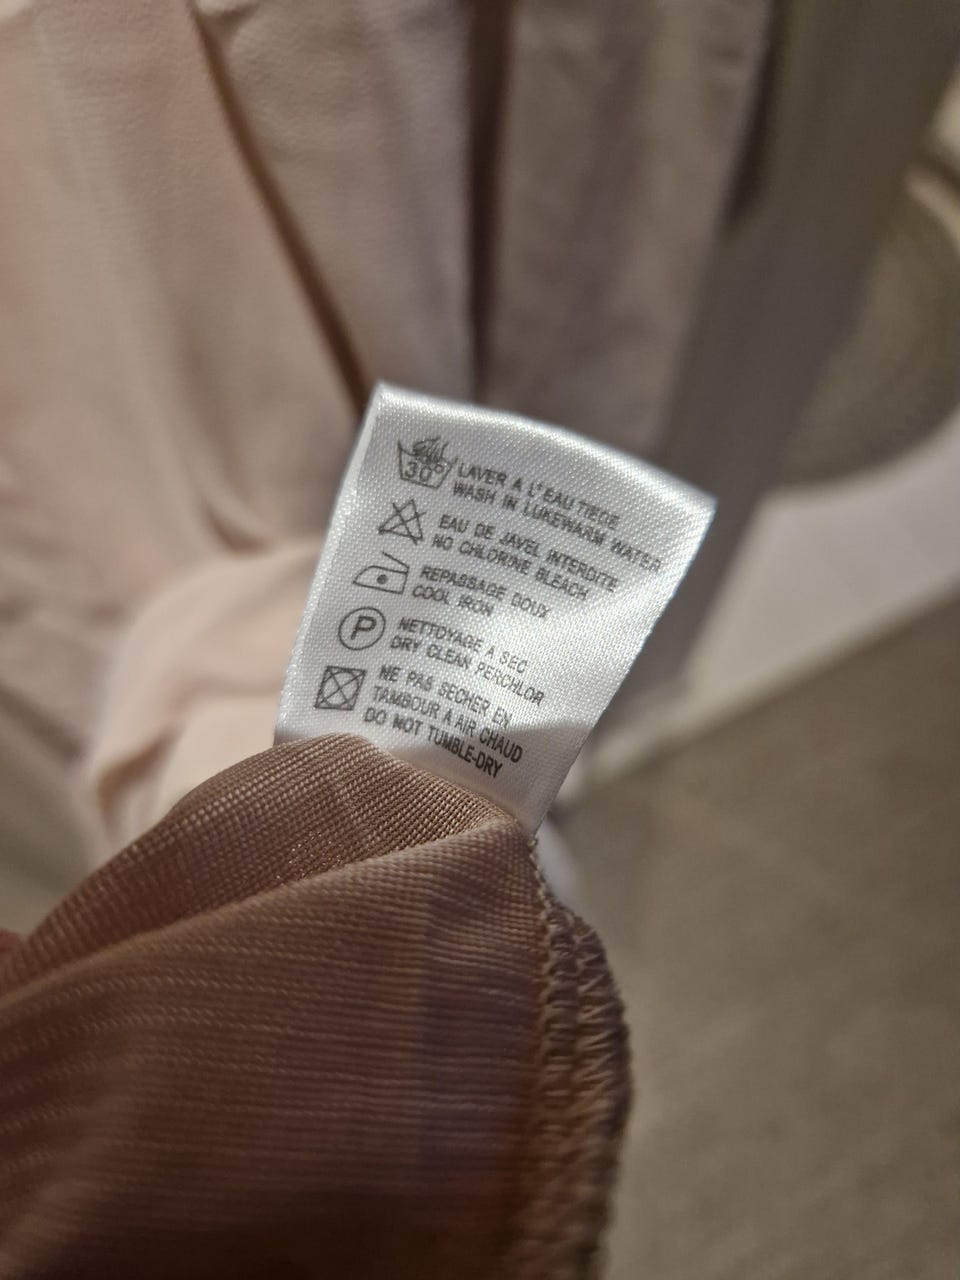 30°
LAVER A L'EAU TIEDE
WASH IN LUKEWARM WATER
EAU DE JAVEL INTERDITE
NO CHLORINE BLEACH
REPASSAGE DOUX
COOL IRON
P
NETTOYAGE A SEC
DRY CLEAN PERCHLOR
NE PAS SECHER EN
TAMBOUR A AIR CHAUD
DO NOT TUMBLE-DRY